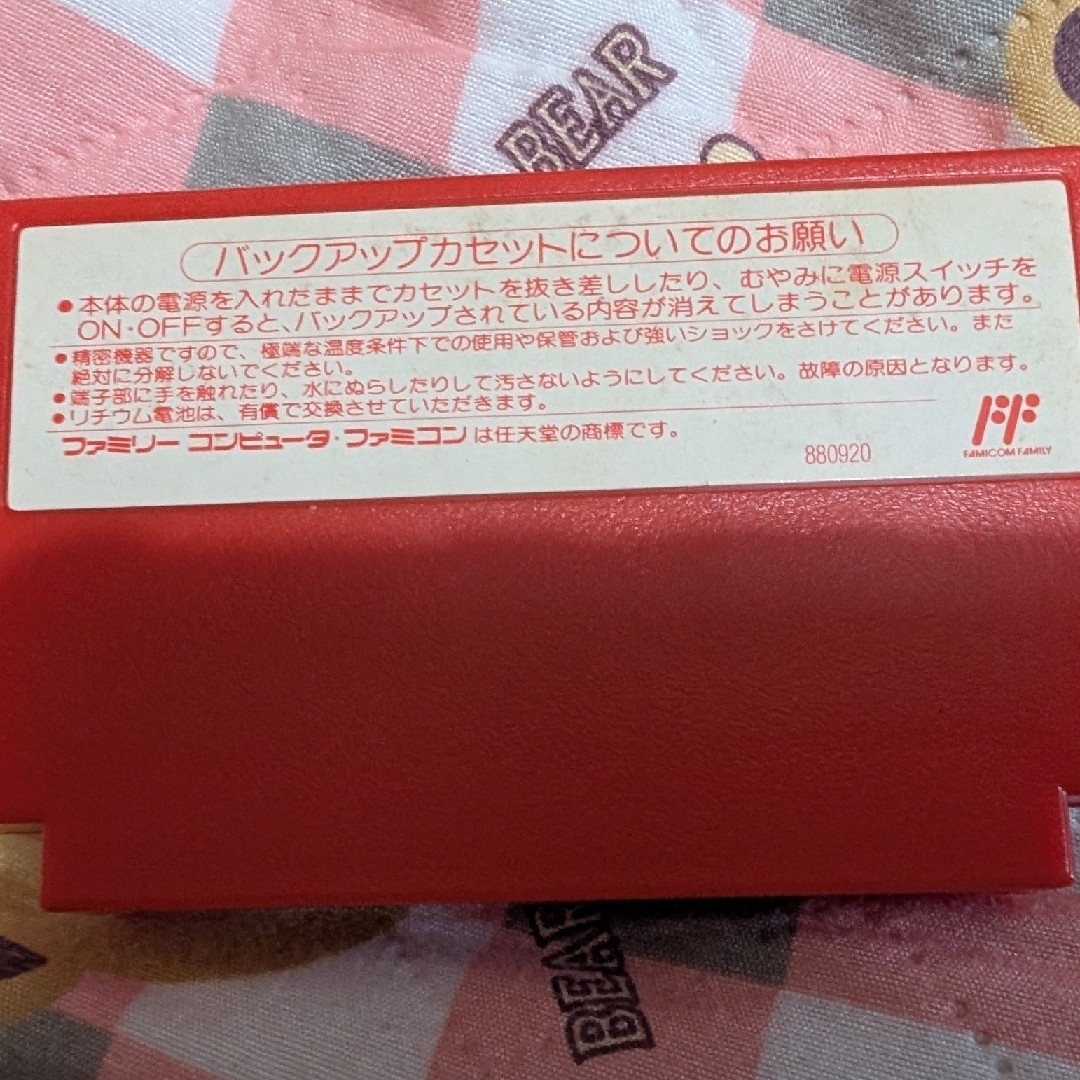 BEAR
バックアップカセットについてのお願い
●本体の電源を入れたままでカセットを抜き差ししたり、むやみに電源スイッチを
ON・OFFすると、バックアップされている内容が消えてしまうことがあります。
●精密機器ですので、極端な温度条件下での使用や保管および強いショックをさけてください。また
絶対に分解しないでください。
●端子部に手を触れたり、水にぬらしたりして汚さないようにしてください。故障の原因となります。
●リチウム電池は、有償で交換させていただきます。
ファミリー コンピュータ・ファミコン は任天堂の商標です。
880920
FF
FAMICOM FAMILY
BEAR